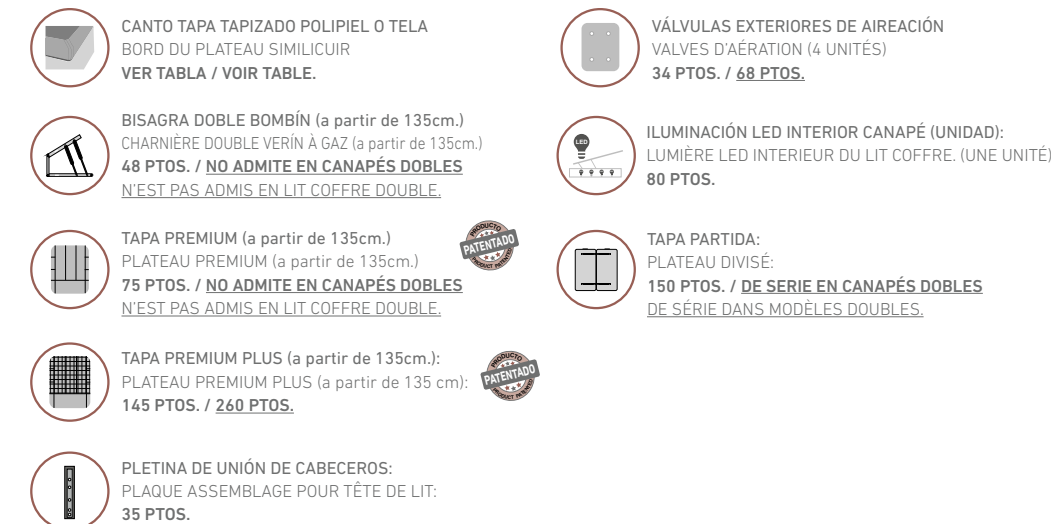 CANTO TAPA TAPIZADO POLIPIEL O TELA
BORD DU PLATEAU SIMILICUIR
VER TABLA / VOIR TABLE.
BISAGRA DOBLE BOMBÍN (a partir de 135cm.)
CHARNIÈRE DOUBLE VERÍN À GAZ (a partir de 135cm.)
48 PTOS. / NO ADMITE EN CANAPÉS DOBLES
N'EST PAS ADMIS EN LIT COFFRE DOUBLE.
TAPA PREMIUM (a partir de 135cm.)
PLATEAU PREMIUM (a partir de 135cm.)
75 PTOS. / NO ADMITE EN CANAPÉS DOBLES
N'EST PAS ADMIS EN LIT COFFRE DOUBLE.
PRODUCTO
PATENTADO
PRODUCT PATENTED
TAPA PREMIUM PLUS (a partir de 135cm.):
PLATEAU PREMIUM PLUS (a partir de 135 cm):
145 PTOS. / 260 PTOS.
PRODUCTO
PATENTADO
PRODUCT PATENTED
PLETINA DE UNIÓN DE CABECEROS:
PLAQUE ASSEMBLAGE POUR TÊTE DE LIT:
35 PTOS.
VÁLVULAS EXTERIORES DE AIREACIÓN
VALVES D'AÉRATION (4 UNITÉS)
34 PTOS. / 68 PTOS.
LED
ILUMINACIÓN LED INTERIOR CANAPÉ (UNIDAD):
LUMIÈRE LED INTERIEUR DU LIT COFFRE. (UNE UNITÉ)
80 PTOS.
TAPA PARTIDA:
PLATEAU DIVISÉ:
150 PTOS. / DE SERIE EN CANAPÉS DOBLES
DE SÉRIE DANS MODÈLES DOUBLES.